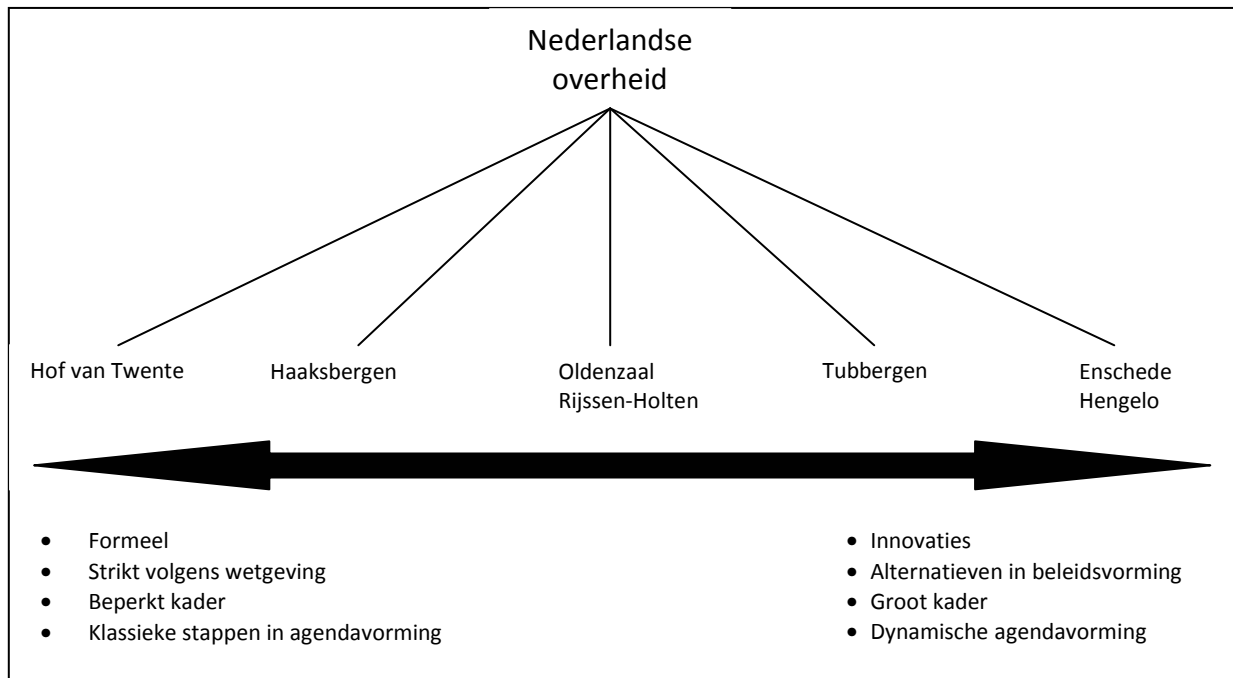 Nederlandse
overheid
Hof van Twente
Haaksbergen
Oldenzaal
Rijssen-Holten
Tubbergen
Enschede
Hengelo
• Formeel
• Strikt volgens wetgeving
• Beperkt kader
• Klassieke stappen in agendavorming
• Innovaties
• Alternatieven in beleidsvorming
• Groot kader
• Dynamische agendavorming